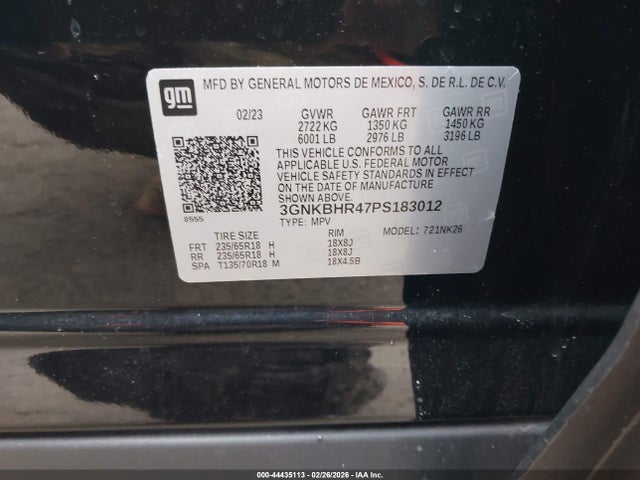 gm
MFD BY GENERAL MOTORS DE MEXICO, S. DE R.L. DE C.V.
02/23 GVWR GAWR FRT GAWR RR
2722 KG 1350 KG 1450 KG
6001 LB 2976 LB 3196 LB
THIS VEHICLE CONFORMS TO ALL
APPLICABLE U.S. FEDERAL MOTOR
VEHICLE SAFETY STANDARDS IN EFFECT
ON THE DATE OF MANUFACTURE
SHOWN ABOVE.
3GNKBHR47PS183012
8555
TYPE: MPV MODEL: 721NK26
TIRE SIZE RIM
FRT 235/65R18 H 18X8J
RR 235/65R18 H 18X8J
SPA T135/70R18 M 18X4.5B
000-44435113 - 02/26/2026 - IAAI.COM